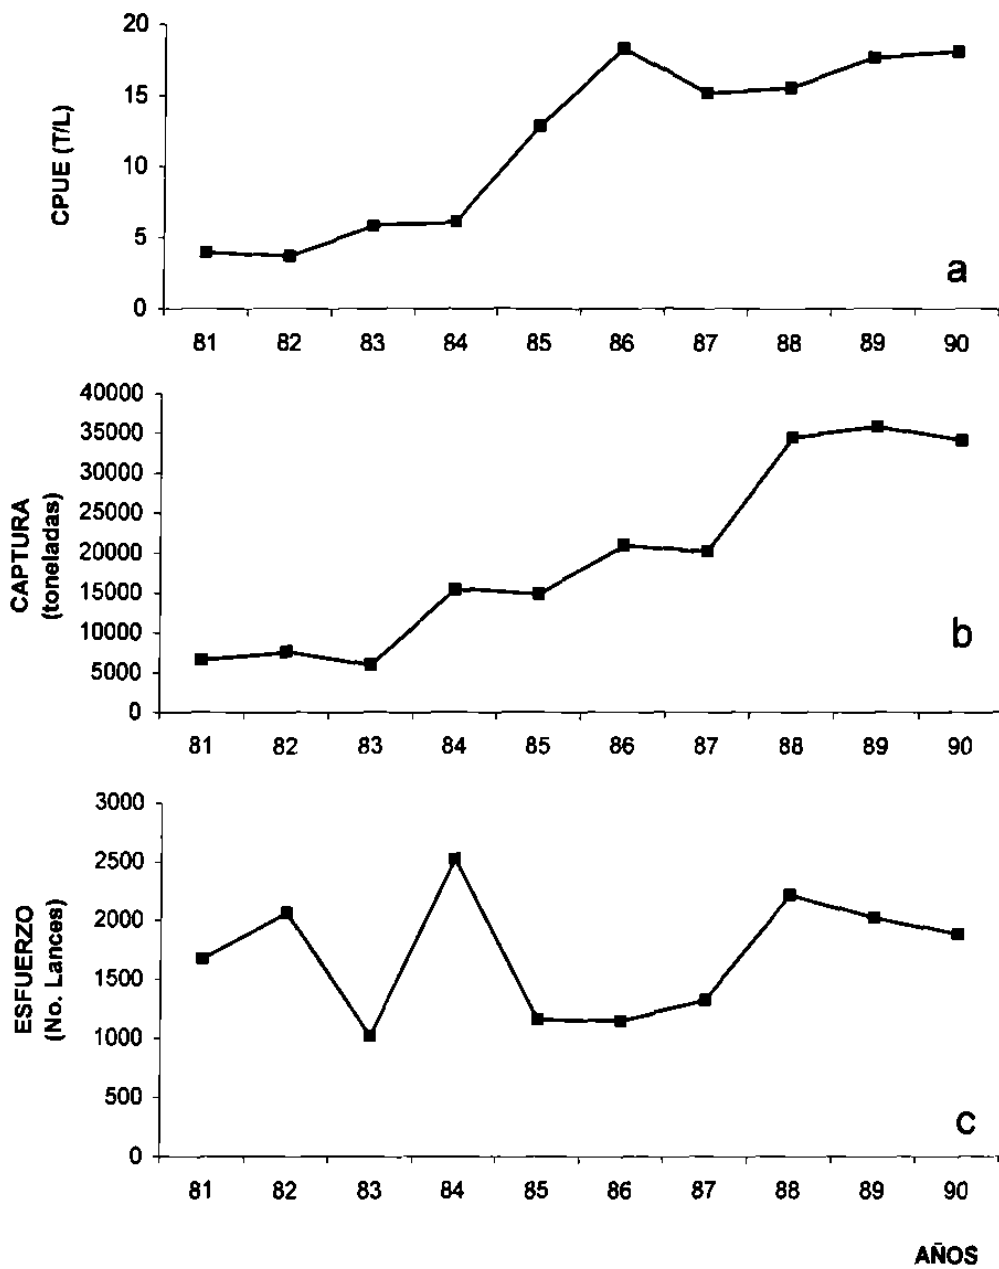 20
15
10
5
0
CPUE (T/L)
a
81 82 83 84 85 86 87 88 89 90
40000
35000
30000
25000
20000
15000
10000
5000
0
CAPTURA
(toneladas)
b
81 82 83 84 85 86 87 88 89 90
3000
2500
2000
1500
1000
500
0
ESFUERZO
(No. Lances)
c
81 82 83 84 85 86 87 88 89 90
AÑOS